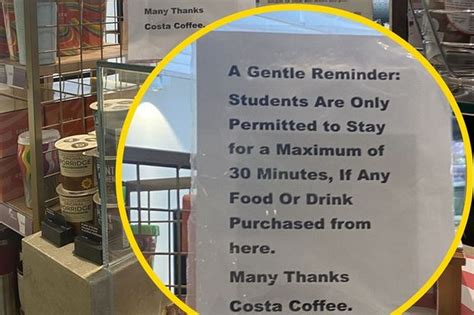 Many Thanks
Costa Coffee.
A Gentle Reminder:
Students Are Only
Permitted to Stay
for a Maximum of
30 Minutes, If Any
Food Or Drink
Purchased from
here.
Many Thanks
Costa Coffee.
PORRIDGE